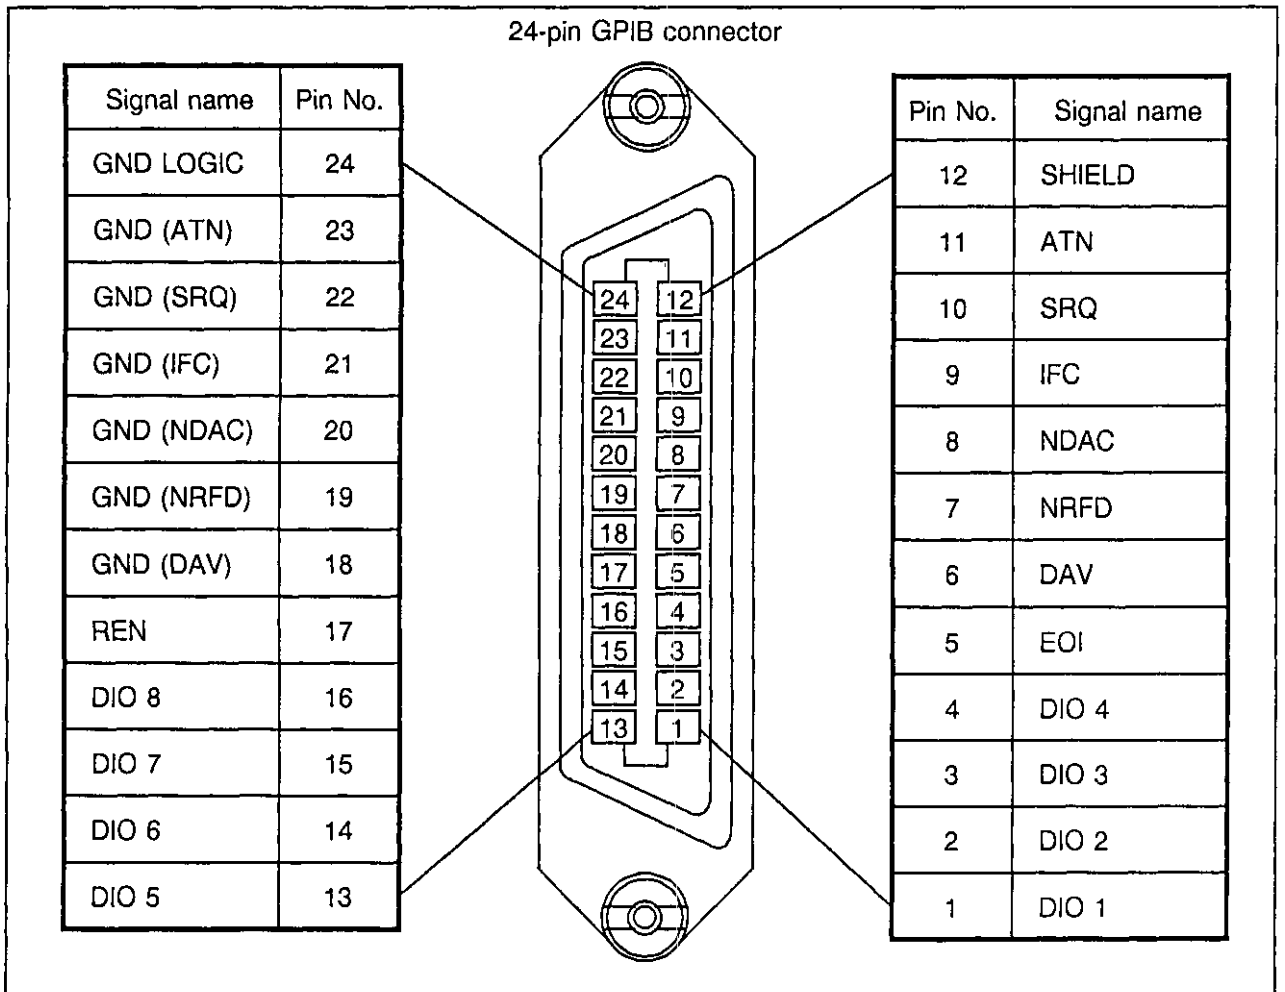 24-pin GPIB connector
Signal name Pin No.
GND LOGIC 24
GND (ATN) 23
GND (SRQ) 22
GND (IFC) 21
GND (NDAC) 20
GND (NRFD) 19
GND (DAV) 18
REN 17
DIO 8 16
DIO 7 15
DIO 6 14
DIO 5 13
24 12
23 11
22 10
21 9
20 8
19 7
18 6
17 5
16 4
15 3
14 2
13 1
Pin No. Signal name
12 SHIELD
11 ATN
10 SRQ
9 IFC
8 NDAC
7 NRFD
6 DAV
5 EOI
4 DIO 4
3 DIO 3
2 DIO 2
1 DIO 1